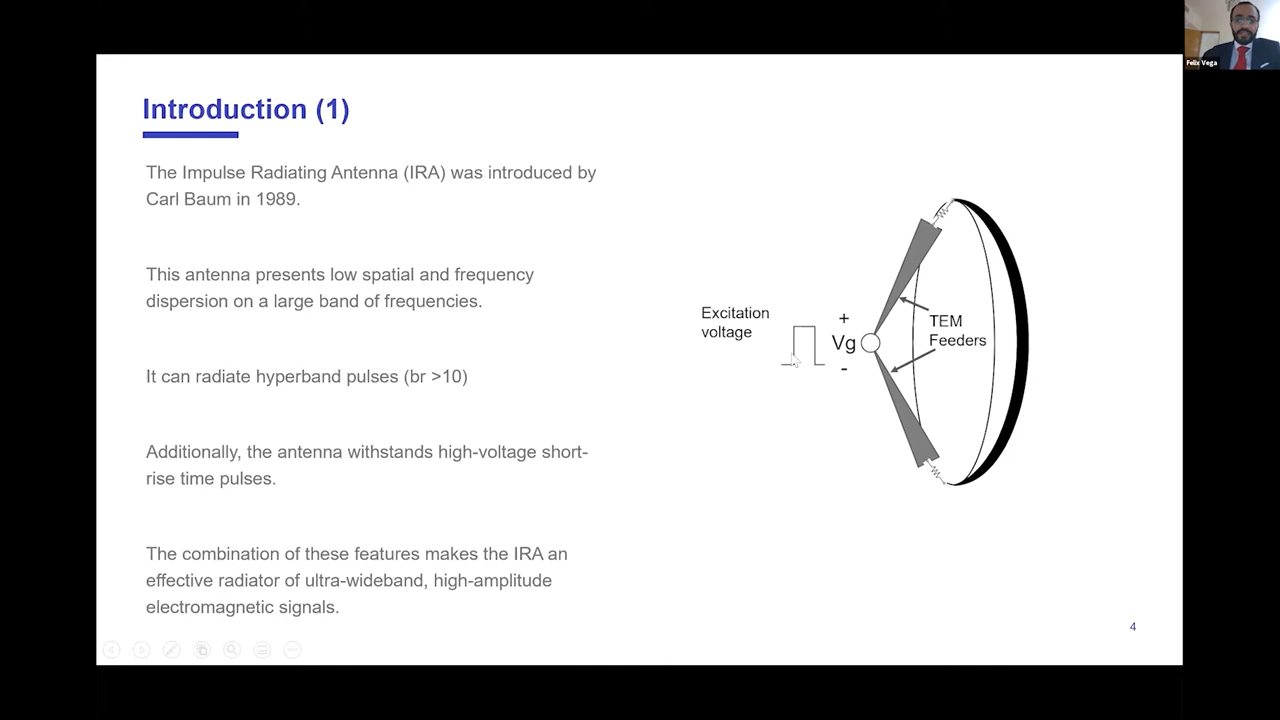 Felix Vega
Introduction (1)
The Impulse Radiating Antenna (IRA) was introduced by
Carl Baum in 1989.
This antenna presents low spatial and frequency
dispersion on a large band of frequencies.
It can radiate hyperband pulses (br >10)
Additionally, the antenna withstands high-voltage short-
rise time pulses.
The combination of these features makes the IRA an
effective radiator of ultra-wideband, high-amplitude
electromagnetic signals.
Excitation
voltage
+
Vg
-
TEM
Feeders
4